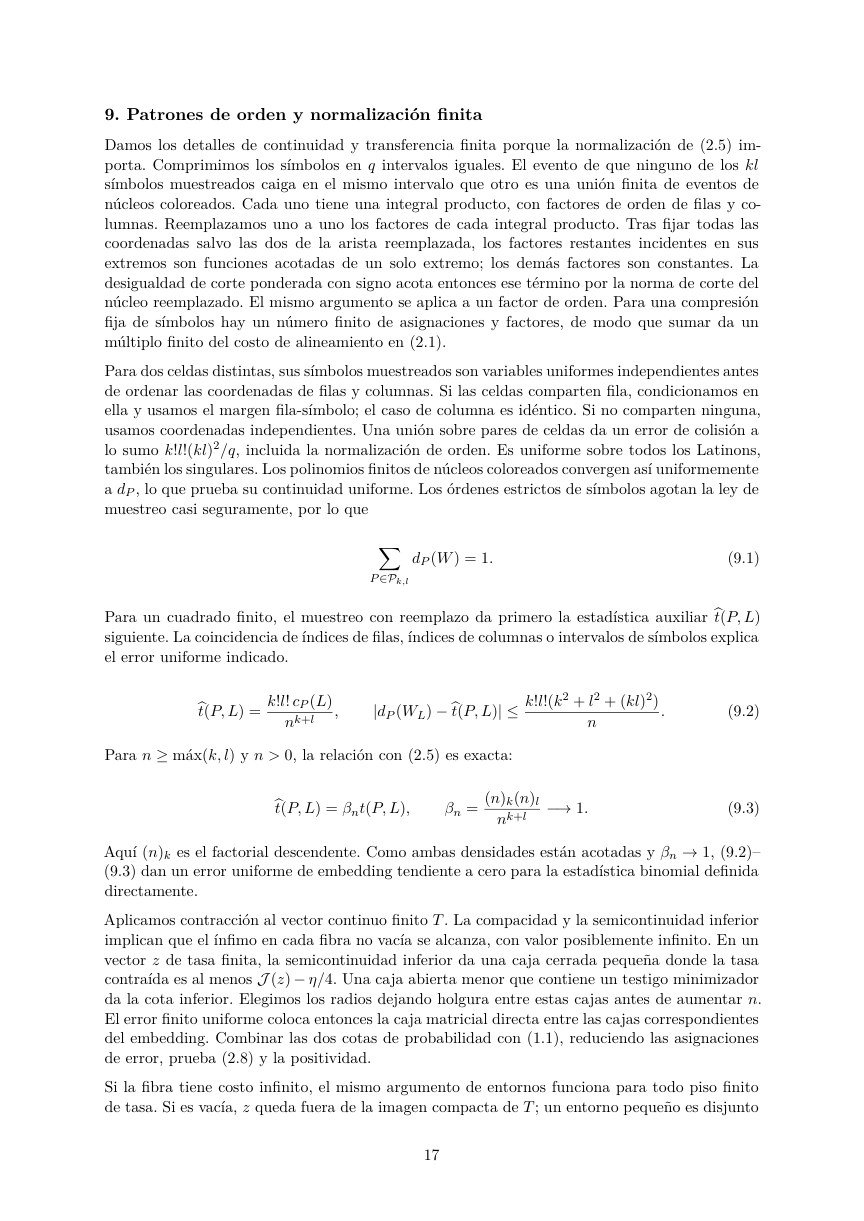 9. Patrones de orden y normalización finita
Damos los detalles de continuidad y transferencia finita porque la normalización de (2.5) im-
porta. Comprimimos los símbolos en q intervalos iguales. El evento de que ninguno de los kl
símbolos muestreados caiga en el mismo intervalo que otro es una unión finita de eventos de
núcleos coloreados. Cada uno tiene una integral producto, con factores de orden de filas y co-
lumnas. Reemplazamos uno a uno los factores de cada integral producto. Tras fijar todas las
coordenadas salvo las dos de la arista reemplazada, los factores restantes incidentes en sus
extremos son funciones acotadas de un solo extremo; los demás factores son constantes. La
desigualdad de corte ponderada con signo acota entonces ese término por la norma de corte del
núcleo reemplazado. El mismo argumento se aplica a un factor de orden. Para una compresión
fija de símbolos hay un número finito de asignaciones y factores, de modo que sumar da un
múltiplo finito del costo de alineamiento en (2.1).
Para dos celdas distintas, sus símbolos muestreados son variables uniformes independientes antes
de ordenar las coordenadas de filas y columnas. Si las celdas comparten fila, condicionamos en
ella y usamos el margen fila-símbolo; el caso de columna es idéntico. Si no comparten ninguna,
usamos coordenadas independientes. Una unión sobre pares de celdas da un error de colisión a
lo sumo k!l!(kl)²/q, incluida la normalización de orden. Es uniforme sobre todos los Latinons,
también los singulares. Los polinomios finitos de núcleos coloreados convergen así uniformemente
a d_P, lo que prueba su continuidad uniforme. Los órdenes estrictos de símbolos agotan la ley de
muestreo casi seguramente, por lo que
∑_{P∈𝒫_{k,l}} d_P(W) = 1. (9.1)
Para un cuadrado finito, el muestreo con reemplazo da primero la estadística auxiliar t̂(P, L)
siguiente. La coincidencia de índices de filas, índices de columnas o intervalos de símbolos explica
el error uniforme indicado.
t̂(P, L) = k!l! c_P(L) / n^{k+l}, |d_P(W_L) − t̂(P, L)| ≤ k!l!(k² + l² + (kl)²) / n. (9.2)
Para n ≥ máx(k, l) y n > 0, la relación con (2.5) es exacta:
t̂(P, L) = β_n t(P, L), β_n = (n)_k(n)_l / n^{k+l} ⟶ 1. (9.3)
Aquí (n)_k es el factorial descendente. Como ambas densidades están acotadas y β_n → 1, (9.2)–
(9.3) dan un error uniforme de embedding tendiente a cero para la estadística binomial definida
directamente.
Aplicamos contracción al vector continuo finito T. La compacidad y la semicontinuidad inferior
implican que el ínfimo en cada fibra no vacía se alcanza, con valor posiblemente infinito. En un
vector z de tasa finita, la semicontinuidad inferior da una caja cerrada pequeña donde la tasa
contraída es al menos 𝒥(z) − η/4. Una caja abierta menor que contiene un testigo minimizador
da la cota inferior. Elegimos los radios dejando holgura entre estas cajas antes de aumentar n.
El error finito uniforme coloca entonces la caja matricial directa entre las cajas correspondientes
del embedding. Combinar las dos cotas de probabilidad con (1.1), reduciendo las asignaciones
de error, prueba (2.8) y la positividad.
Si la fibra tiene costo infinito, el mismo argumento de entornos funciona para todo piso finito
de tasa. Si es vacía, z queda fuera de la imagen compacta de T; un entorno pequeño es disjunto
17